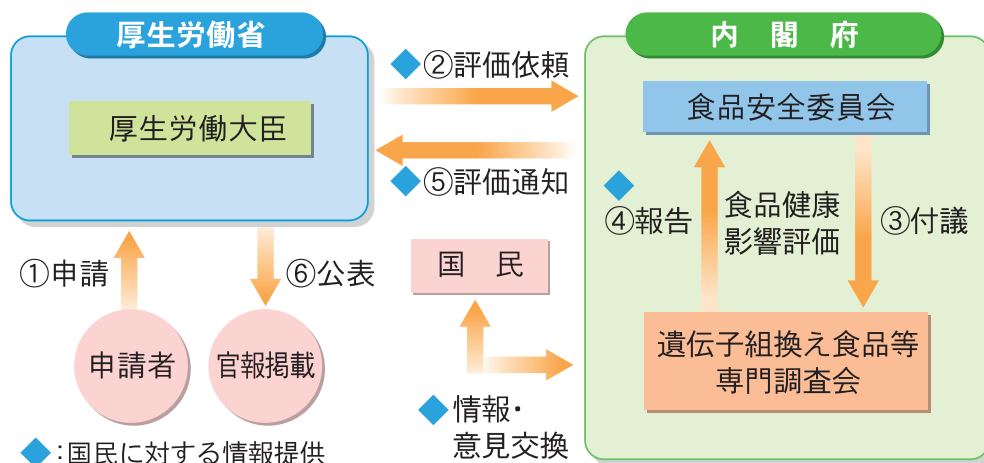 厚生労働省
厚生労働大臣
①申請
申請者
⑥公表
官報掲載
◆:国民に対する情報提供
◆②評価依頼
◆⑤評価通知
国　民
◆情報・
意見交換
内　閣　府
食品安全委員会
◆
④報告
食品健康
影響評価
③付議
遺伝子組換え食品等
専門調査会